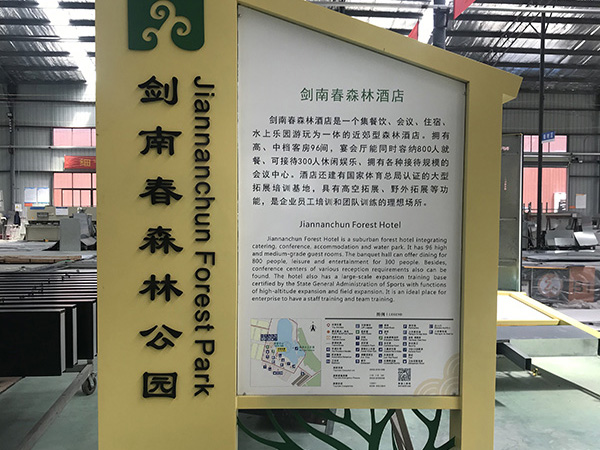 剑南春森林公园
Jiannanchun Forest Park
剑南春森林酒店
剑南春森林酒店是一个集餐饮、会议、住宿、
水上乐园游玩为一体的近郊型森林酒店。拥有
高、中档客房96间，宴会厅能同时容纳800人就
餐、可接待300人休闲娱乐、拥有各种接待规模的
会议中心。酒店还建有国家体育总局认证的大型
拓展培训基地，具有高空拓展、野外拓展等功
能，是企业员工培训和团队训练的理想场所。
Jiannanchun Forest Hotel
Jiannanchun Forest Hotel is a suburban forest hotel integrating
catering, conference, accommodation and water park. It has 96 high
and medium-grade guest rooms. The banquet hall can offer dining for
800 people, leisure and entertainment for 300 people. Besides,
conference centers of various reception requirements also can be
found. The hotel also has a large-scale expansion training base
certified by the State General Administration of Sports with functions
of high-altitude expansion and field expansion. It is an ideal place for
enterprise to have a staff training and team training.